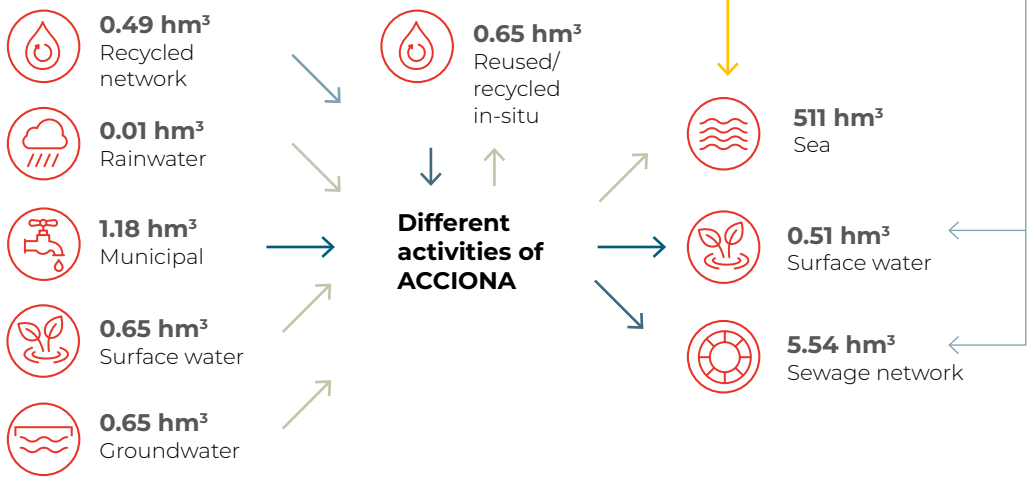 0.49 hm³
Recycled
network
0.01 hm³
Rainwater
1.18 hm³
Municipal
0.65 hm³
Surface water
0.65 hm³
Groundwater
0.65 hm³
Reused/
recycled
in-situ
Different
activities of
ACCIONA
511 hm³
Sea
0.51 hm³
Surface water
5.54 hm³
Sewage network